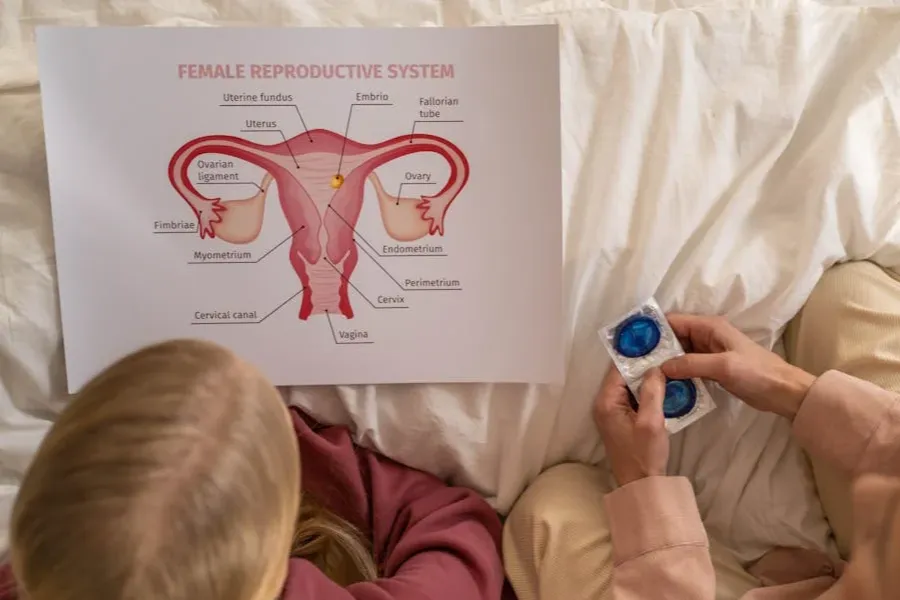 FEMALE REPRODUCTIVE SYSTEM
Uterine fundus
Embrio
Fallorian
tube
Uterus
Ovarian
ligament
Ovary
Fimbriae
Myometrium
Endometrium
Perimetrium
Cervix
Cervical canal
Vagina